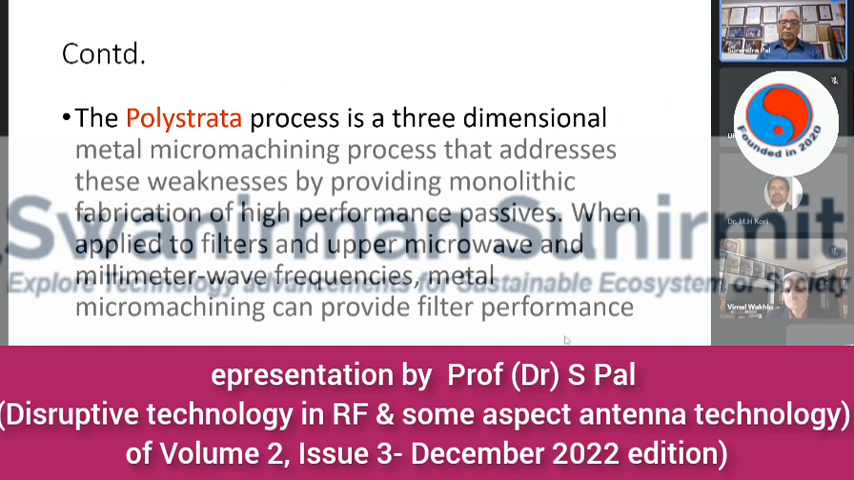 Contd.
•The Polystrata process is a three dimensional
metal micromachining process that addresses
these weaknesses by providing monolithic
fabrication of high performance passives. When
applied to filters and upper microwave and
millimeter-wave frequencies, metal
micromachining can provide filter performance
Swanirman Sunirmit
Explore Technology advancements for Sustainable Ecosystem or Society
Surendra Pal
Founded in 2020
Dr. M.H Kori
Vimal Wakhlu
epresentation by Prof (Dr) S Pal
(Disruptive technology in RF & some aspect antenna technology)
of Volume 2, Issue 3- December 2022 edition)